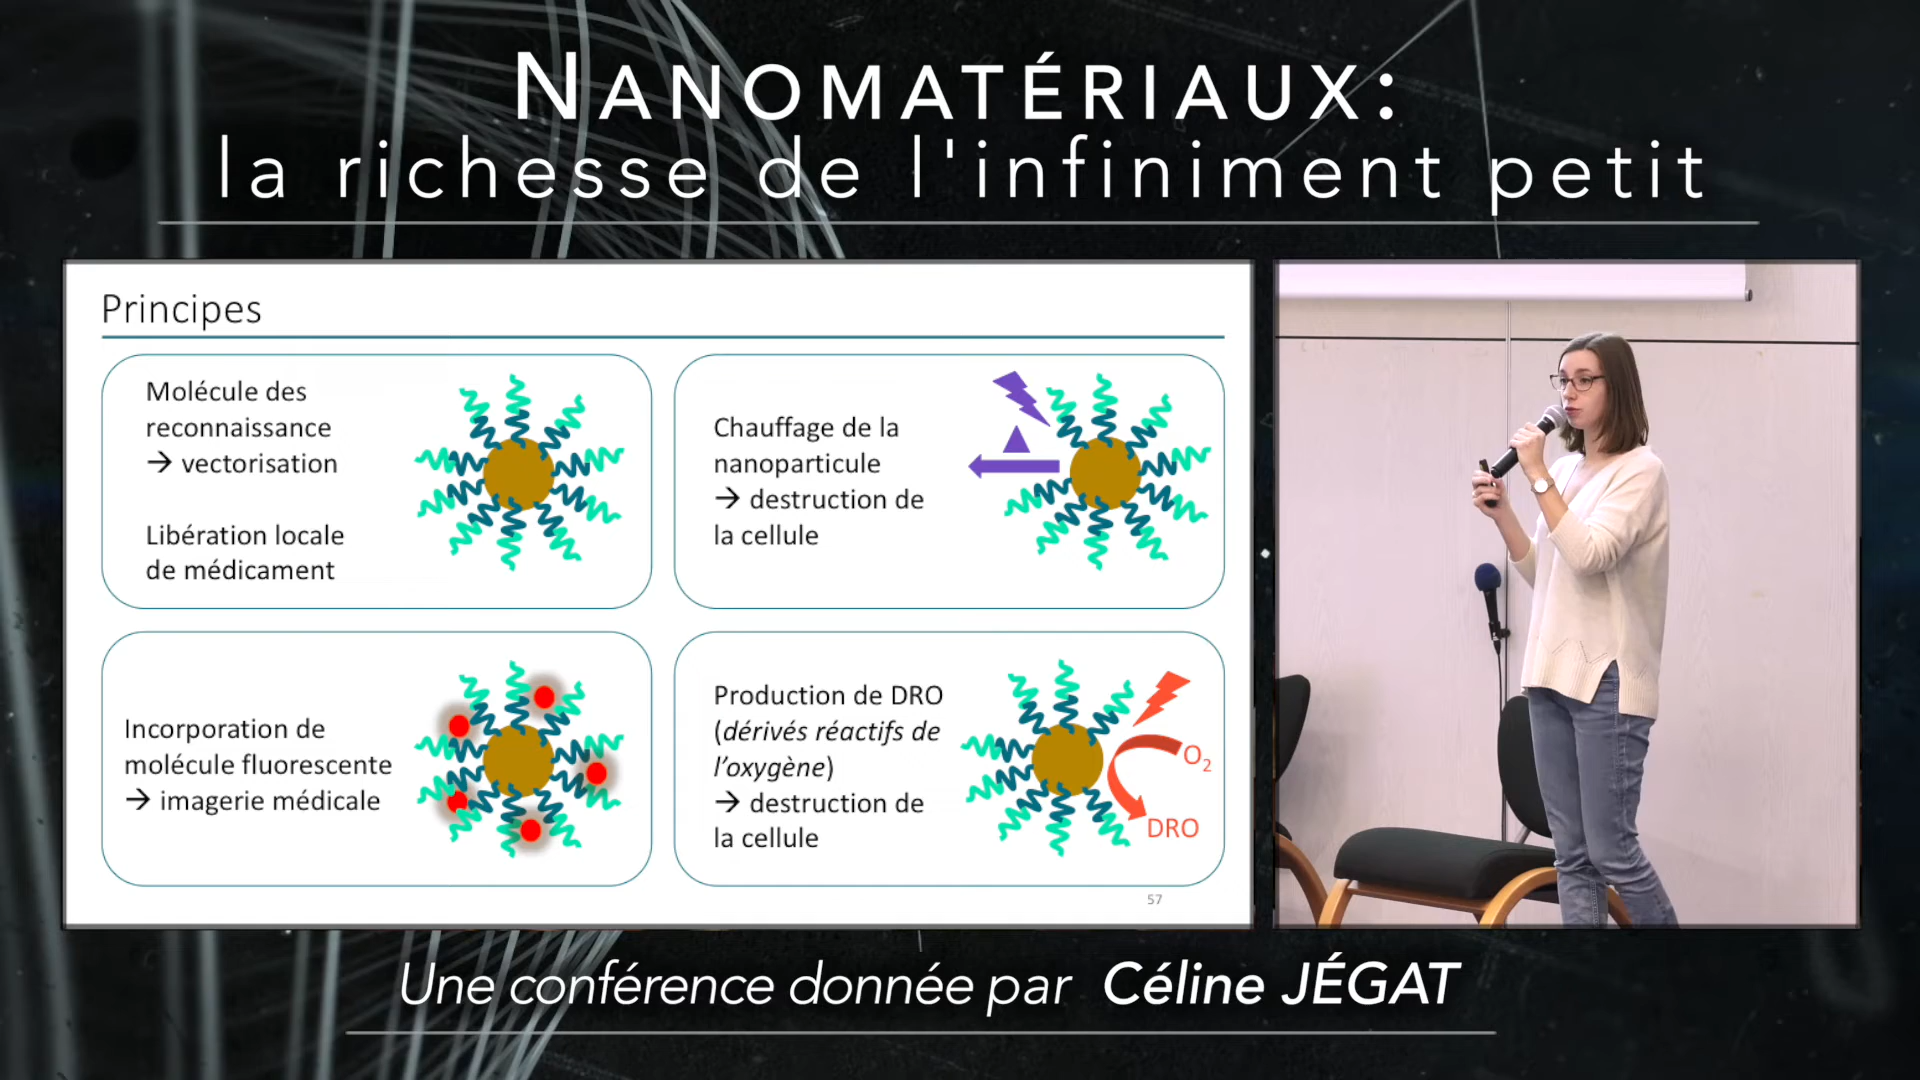 NANOMATÉRIAUX:
la richesse de l'infiniment petit
Principes
Molécule des
reconnaissance
→ vectorisation
Libération locale
de médicament
Chauffage de la
nanoparticule
→ destruction de
la cellule
Incorporation de
molécule fluorescente
→ imagerie médicale
Production de DRO
(dérivés réactifs de
l'oxygène)
→ destruction de
la cellule
O₂
DRO
57
Une conférence donnée par Céline JÉGAT